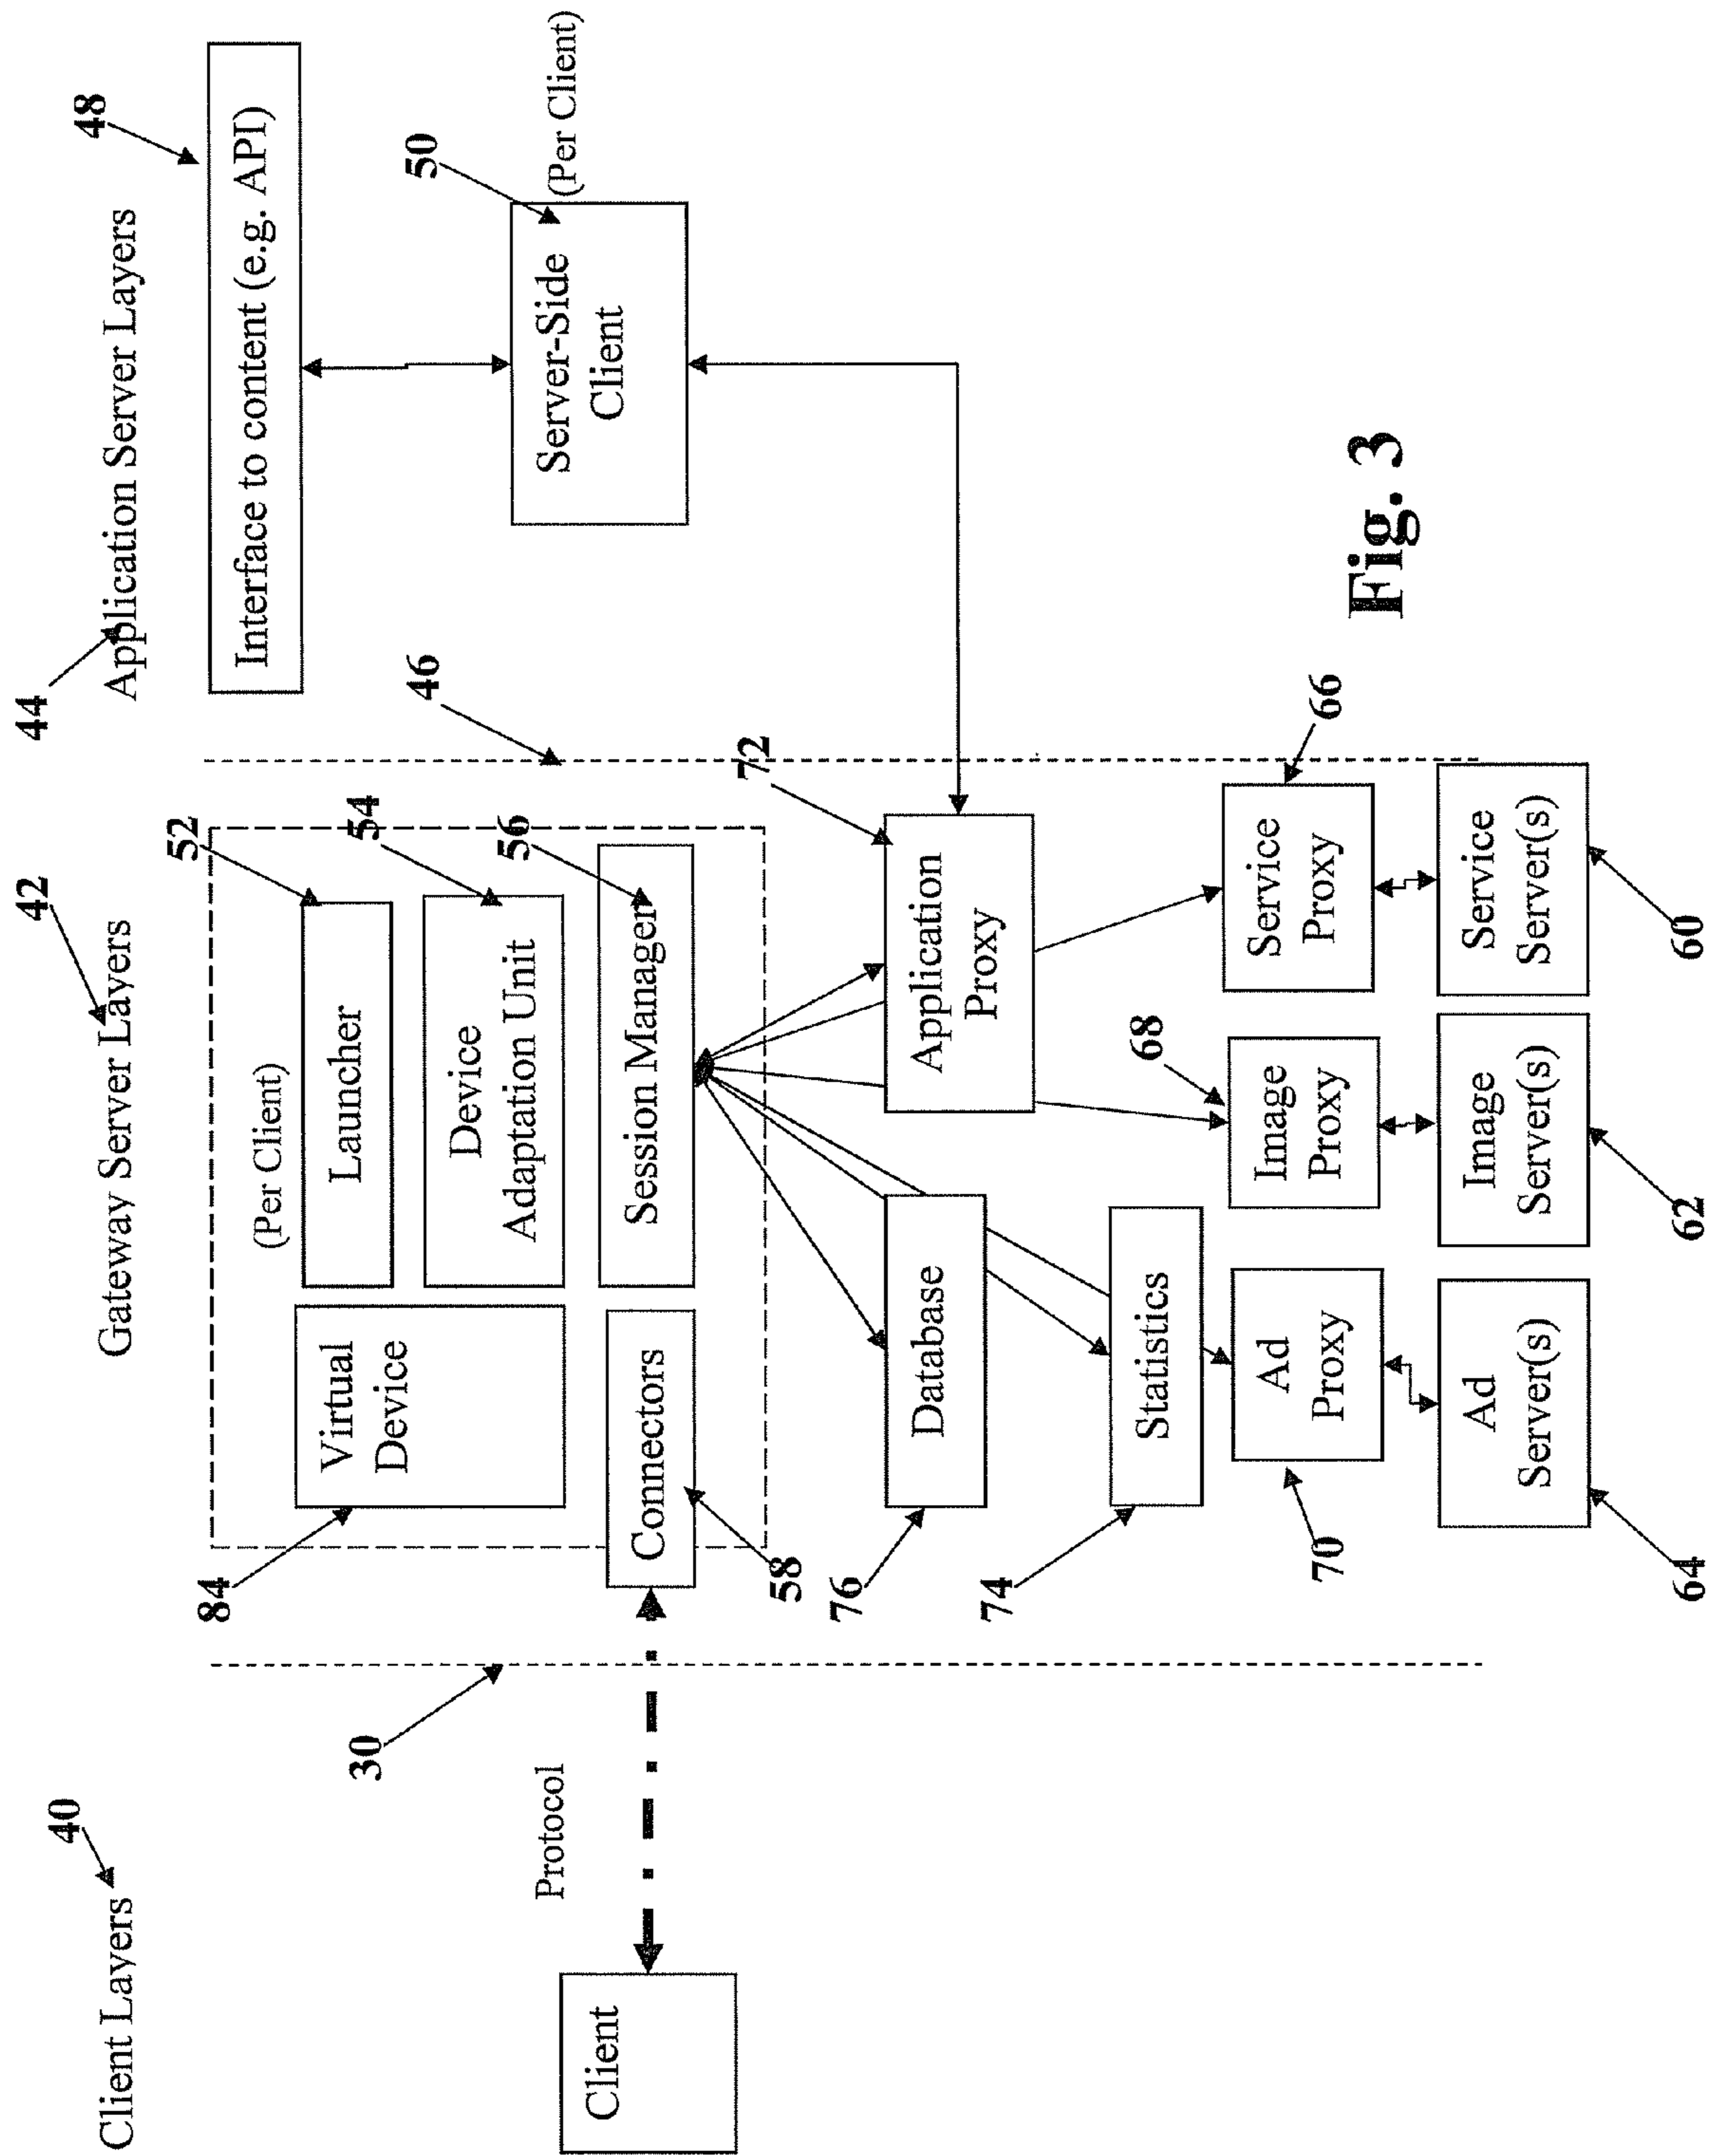 40
Client Layers
42
Gateway Server Layers
44
Application Server Layers
48
Interface to content (e.g. API)
50
Server-Side
Client
(Per Client)
46
(Per Client)
52
Launcher
54
Device
Adaptation Unit
56
Session Manager
84
Virtual
Device
Connectors
58
30
Protocol
Client
72
Application
Proxy
76
Database
74
Statistics
70
Ad
Proxy
68
Image
Proxy
66
Service
Proxy
Ad
Server(s)
64
Image
Server(s)
62
Service
Server(s)
60
Fig. 3